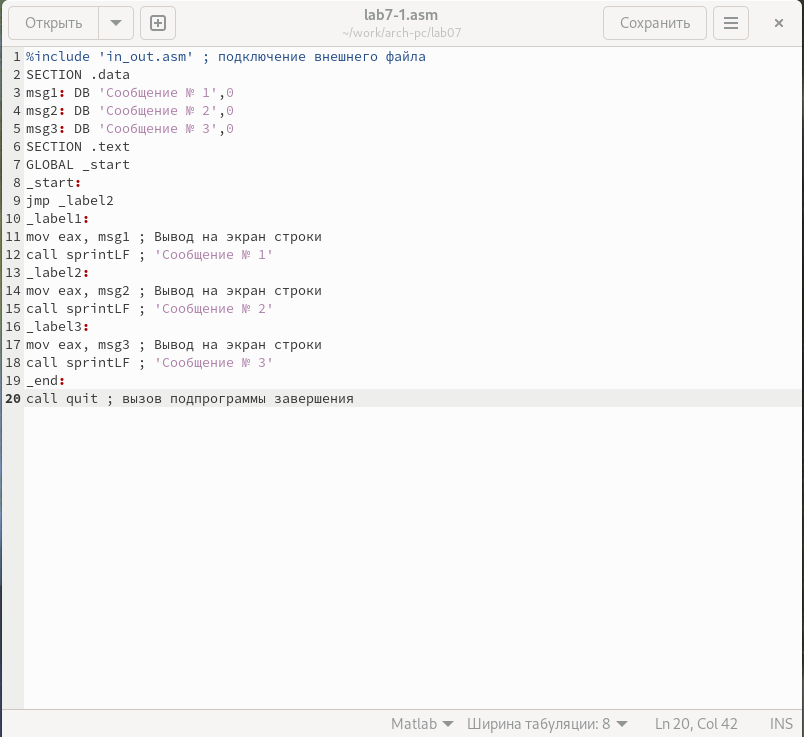 Открыть
lab7-1.asm
~/work/arch-pc/lab07
Сохранить
1 %include 'in_out.asm' ; подключение внешнего файла
2 SECTION .data
3 msg1: DB 'Сообщение № 1',0
4 msg2: DB 'Сообщение № 2',0
5 msg3: DB 'Сообщение № 3',0
6 SECTION .text
7 GLOBAL _start
8 _start:
9 jmp _label2
10 _label1:
11 mov eax, msg1 ; Вывод на экран строки
12 call sprintLF ; 'Сообщение № 1'
13 _label2:
14 mov eax, msg2 ; Вывод на экран строки
15 call sprintLF ; 'Сообщение № 2'
16 _label3:
17 mov eax, msg3 ; Вывод на экран строки
18 call sprintLF ; 'Сообщение № 3'
19 _end:
20 call quit ; вызов подпрограммы завершения
Matlab Ширина табуляции: 8 Ln 20, Col 42 INS